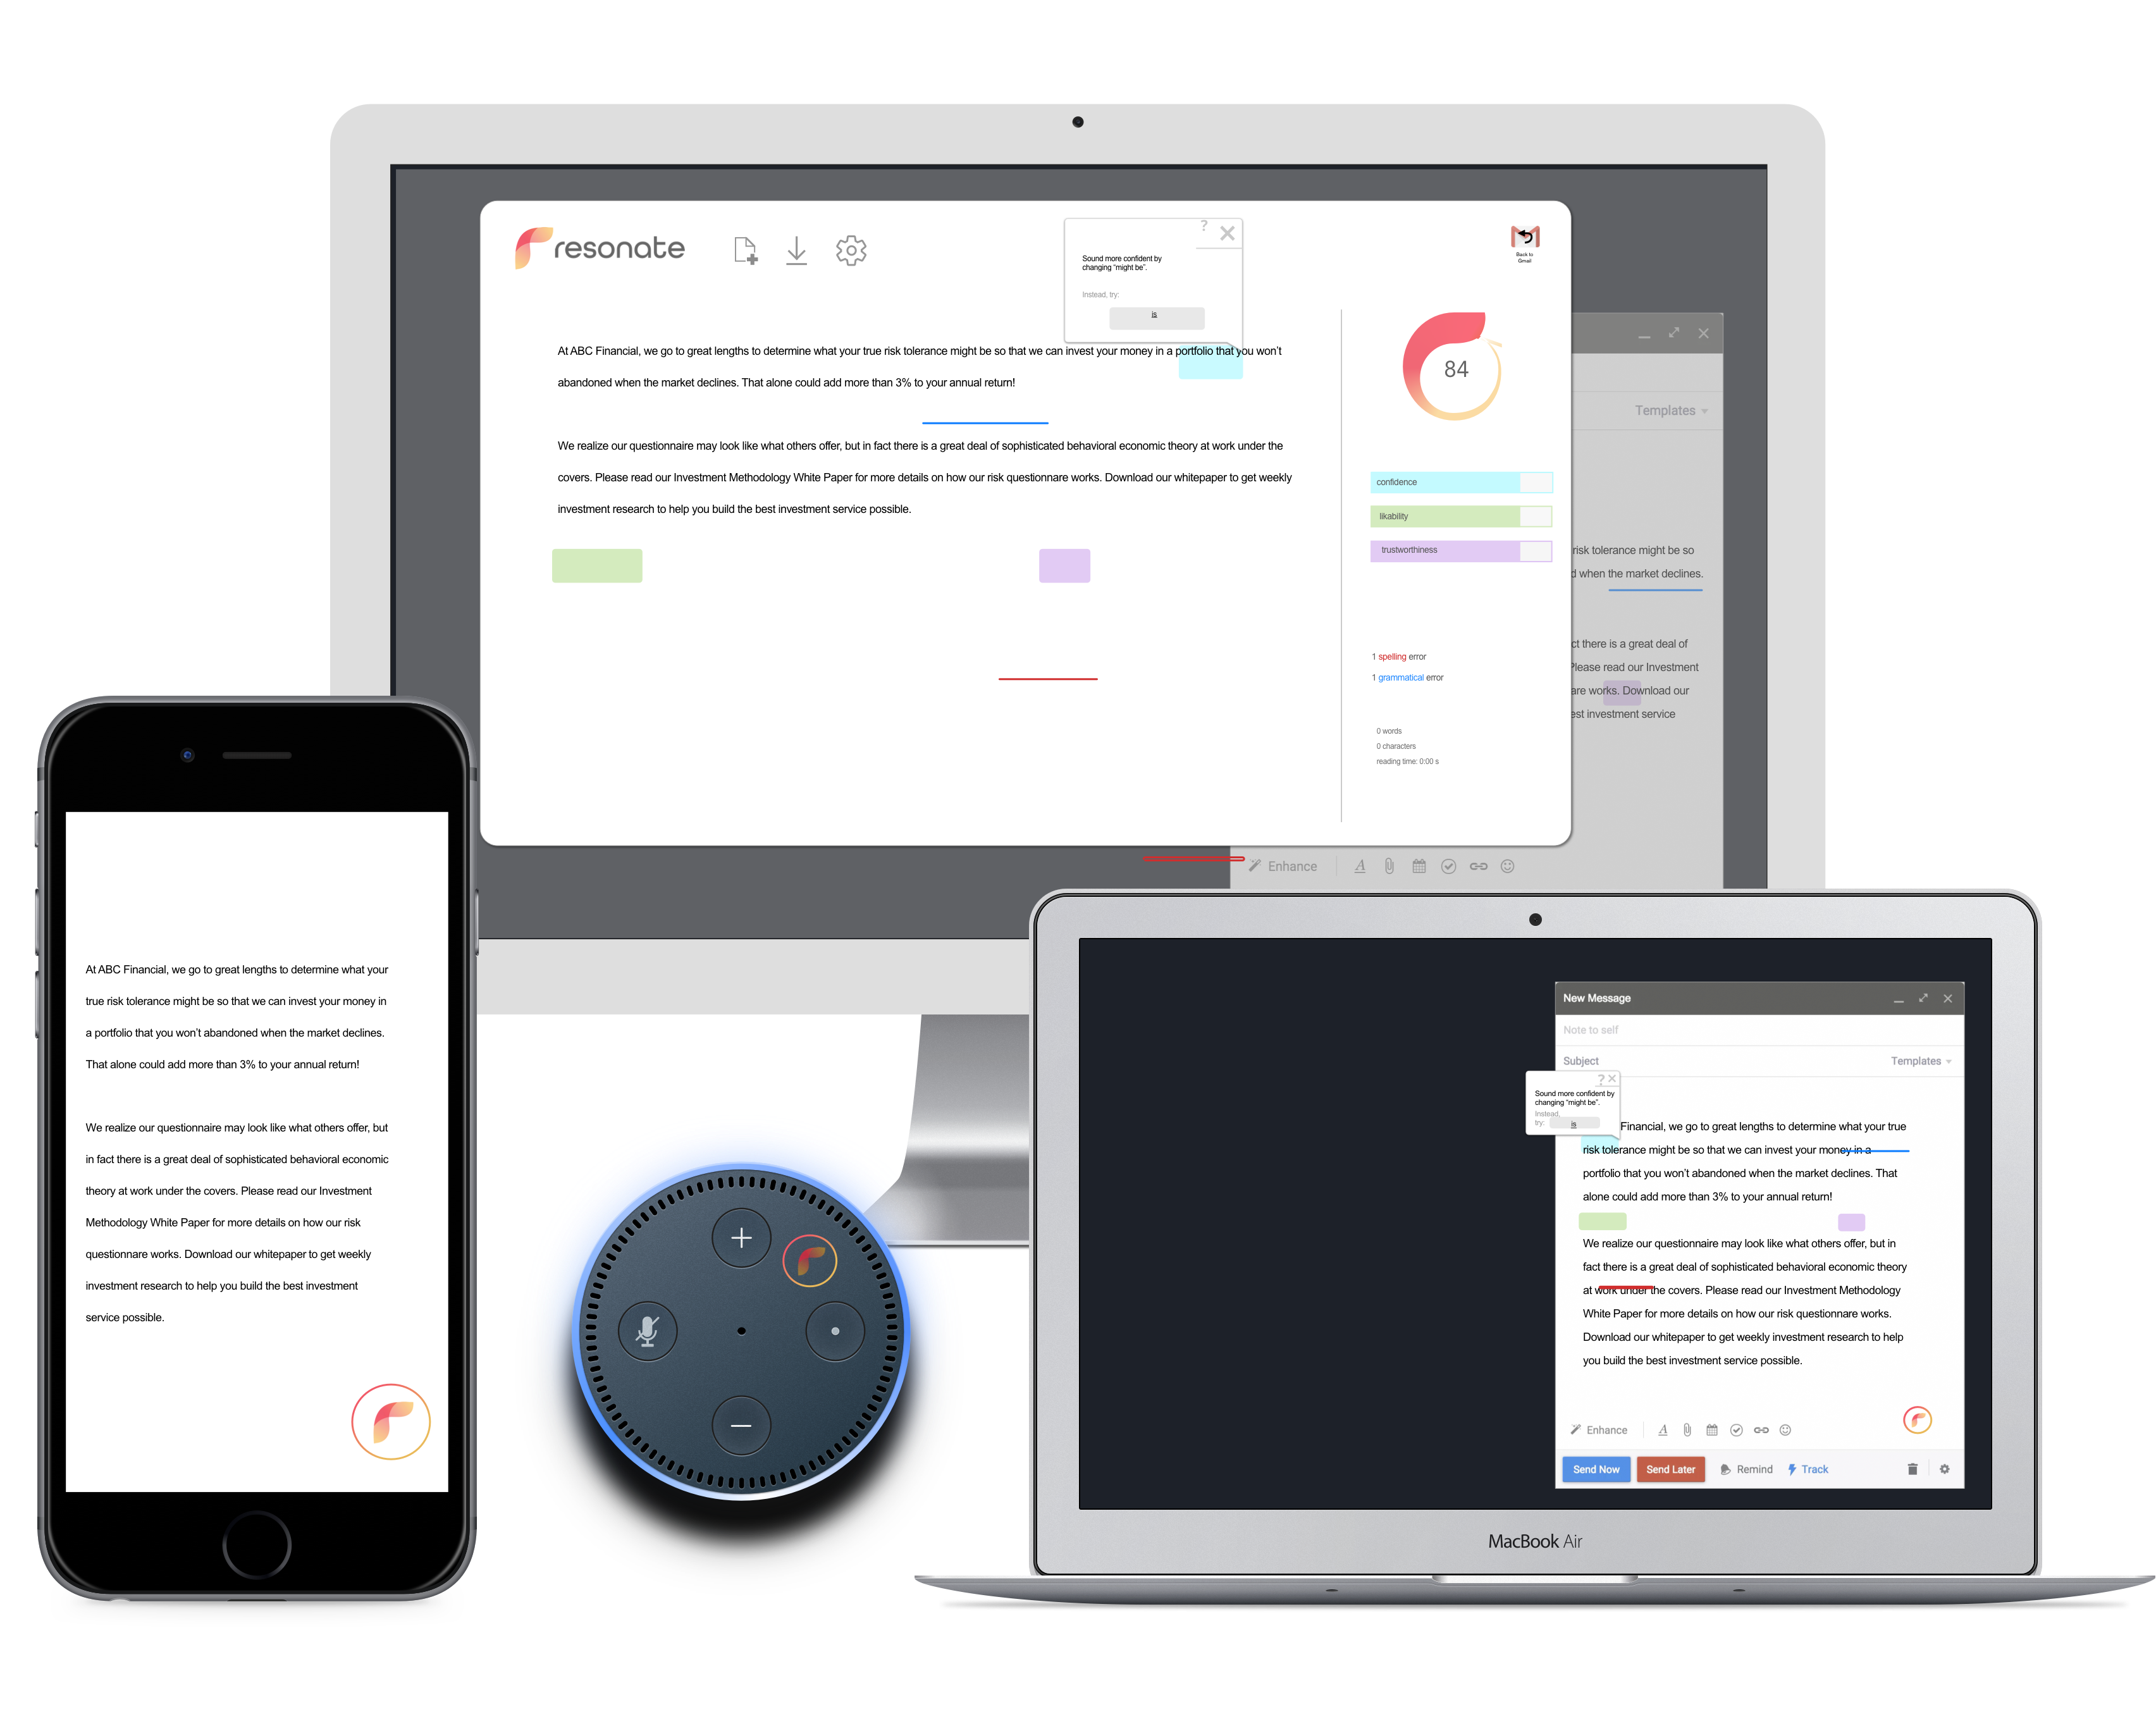 resonate
?
Sound more confident by
changing "might be".
Instead, try:
is
Back to
Gmail
At ABC Financial, we go to great lengths to determine what your true risk tolerance might be so that we can invest your money in a portfolio that you won't
abandoned when the market declines. That alone could add more than 3% to your annual return!
We realize our questionnaire may look like what others offer, but in fact there is a great deal of sophisticated behavioral economic theory at work under the
covers. Please read our Investment Methodology White Paper for more details on how our risk questionnare works. Download our whitepaper to get weekly
investment research to help you build the best investment service possible.
84
confidence
likability
trustworthiness
1 spelling error
1 grammatical error
0 words
0 characters
reading time: 0:00 s
Templates
risk tolerance might be so
d when the market declines.
ct there is a great deal of
Please read our Investment
are works. Download our
est investment service
Enhance
A
At ABC Financial, we go to great lengths to determine what your
true risk tolerance might be so that we can invest your money in
a portfolio that you won't abandoned when the market declines.
That alone could add more than 3% to your annual return!
We realize our questionnaire may look like what others offer, but
in fact there is a great deal of sophisticated behavioral economic
theory at work under the covers. Please read our Investment
Methodology White Paper for more details on how our risk
questionnare works. Download our whitepaper to get weekly
investment research to help you build the best investment
service possible.
New Message
Note to self
Subject
Templates
?
Sound more confident by
changing "might be".
Instead,
try:
is
Financial, we go to great lengths to determine what your true
risk tolerance might be so that we can invest your money in a
portfolio that you won't abandoned when the market declines. That
alone could add more than 3% to your annual return!
We realize our questionnaire may look like what others offer, but in
fact there is a great deal of sophisticated behavioral economic theory
at work under the covers. Please read our Investment Methodology
White Paper for more details on how our risk questionnare works.
Download our whitepaper to get weekly investment research to help
you build the best investment service possible.
Enhance
A
Send Now
Send Later
Remind
Track
MacBook Air